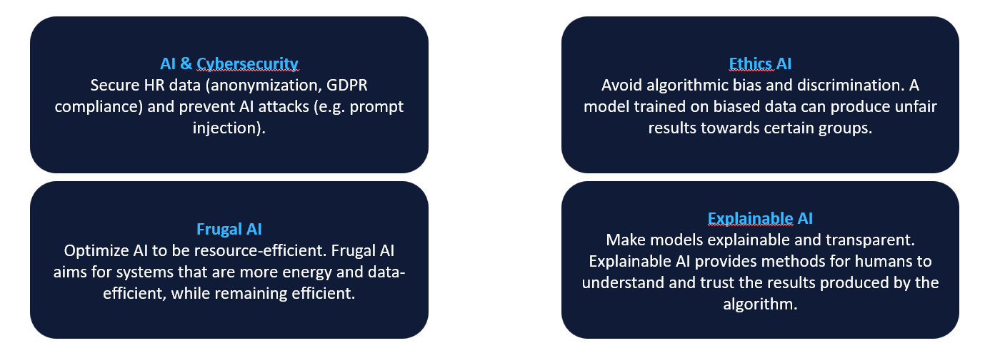 AI & Cybersecurity
Secure HR data (anonymization, GDPR
compliance) and prevent AI attacks (e.g. prompt
injection).
Ethics AI
Avoid algorithmic bias and discrimination. A
model trained on biased data can produce unfair
results towards certain groups.
Frugal AI
Optimize AI to be resource-efficient. Frugal AI
aims for systems that are more energy and data-
efficient, while remaining efficient.
Explainable AI
Make models explainable and transparent.
Explainable AI provides methods for humans to
understand and trust the results produced by the
algorithm.